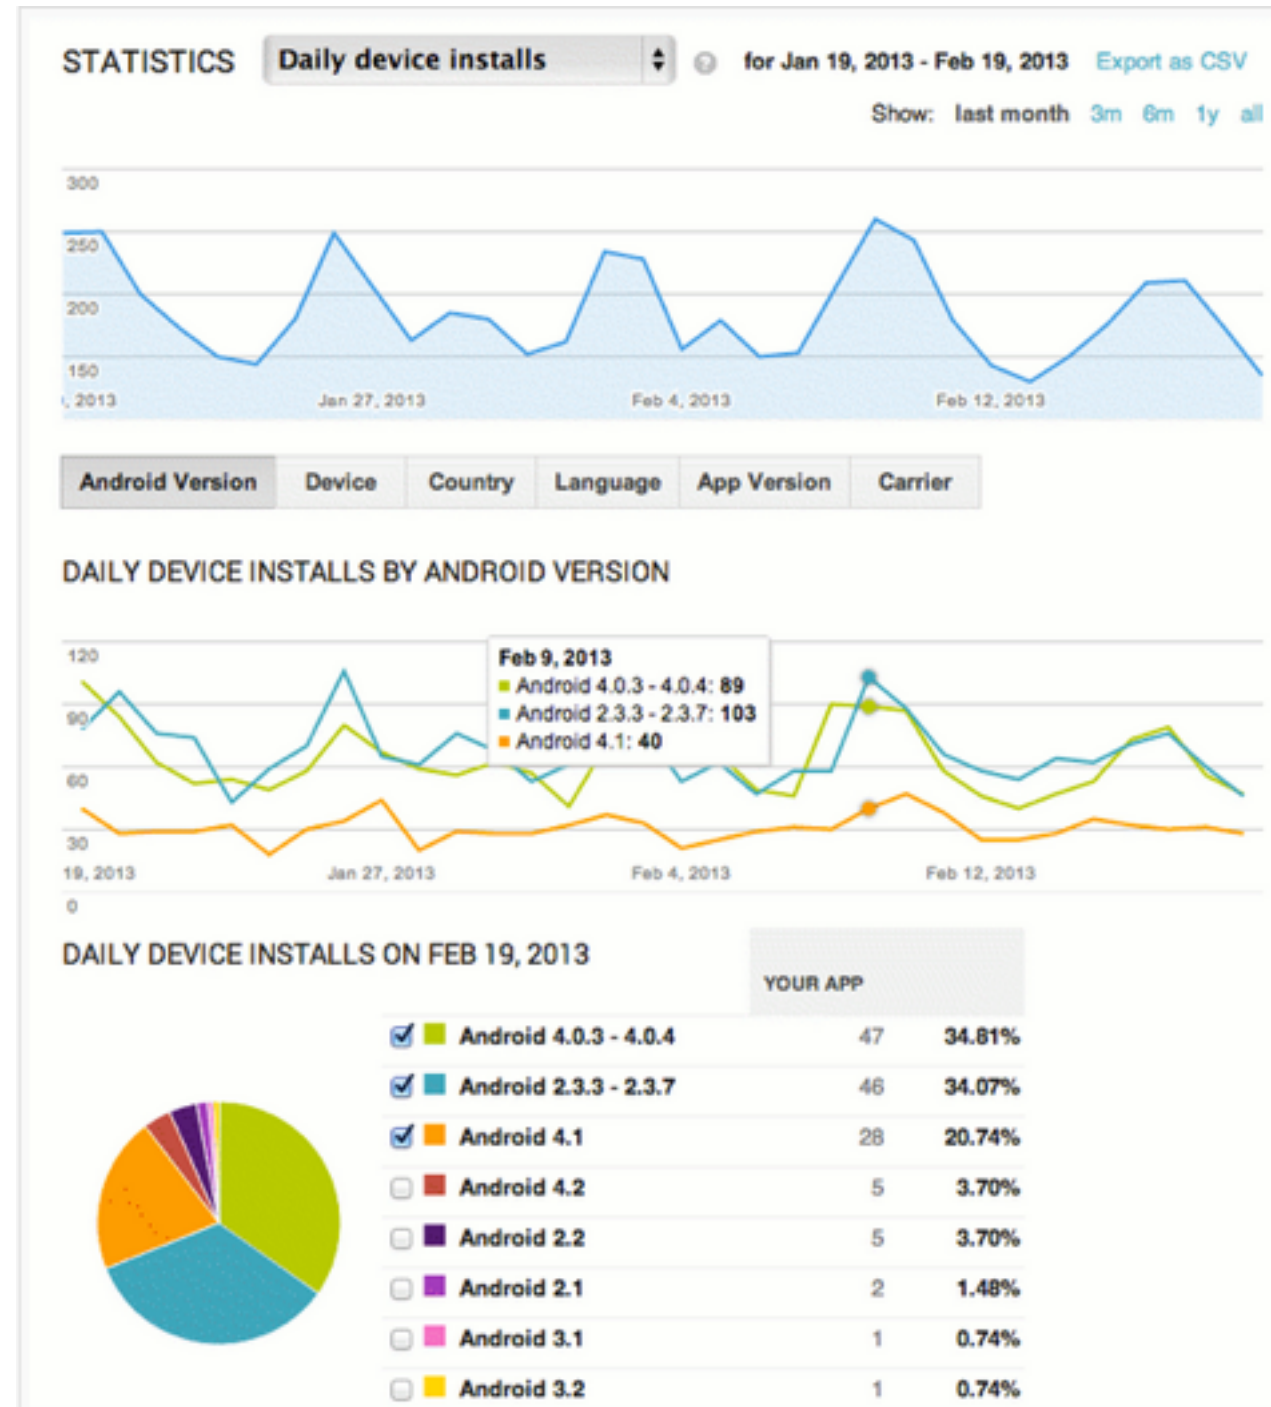 STATISTICS Daily device installs for Jan 19, 2013 - Feb 19, 2013 Export as CSV
Show: last month 3m 6m 1y all
300
250
200
150
, 2013 Jan 27, 2013 Feb 4, 2013 Feb 12, 2013
Android Version Device Country Language App Version Carrier
DAILY DEVICE INSTALLS BY ANDROID VERSION
120
90
60
30
0
Feb 9, 2013
Android 4.0.3 - 4.0.4: 89
Android 2.3.3 - 2.3.7: 103
Android 4.1: 40
19, 2013 Jan 27, 2013 Feb 4, 2013 Feb 12, 2013
DAILY DEVICE INSTALLS ON FEB 19, 2013
YOUR APP
Android 4.0.3 - 4.0.4 47 34.81%
Android 2.3.3 - 2.3.7 46 34.07%
Android 4.1 28 20.74%
Android 4.2 5 3.70%
Android 2.2 5 3.70%
Android 2.1 2 1.48%
Android 3.1 1 0.74%
Android 3.2 1 0.74%